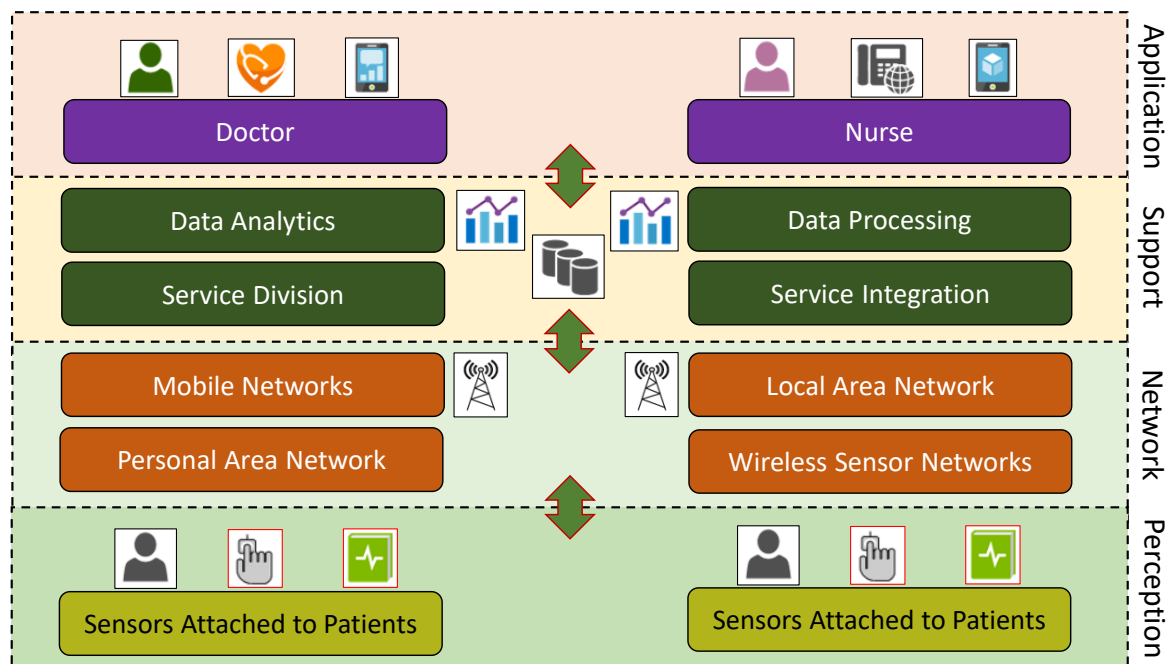 Application
Doctor
Nurse
Support
Data Analytics
Data Processing
Service Division
Service Integration
Network
Mobile Networks
Local Area Network
Personal Area Network
Wireless Sensor Networks
Perception
Sensors Attached to Patients
Sensors Attached to Patients